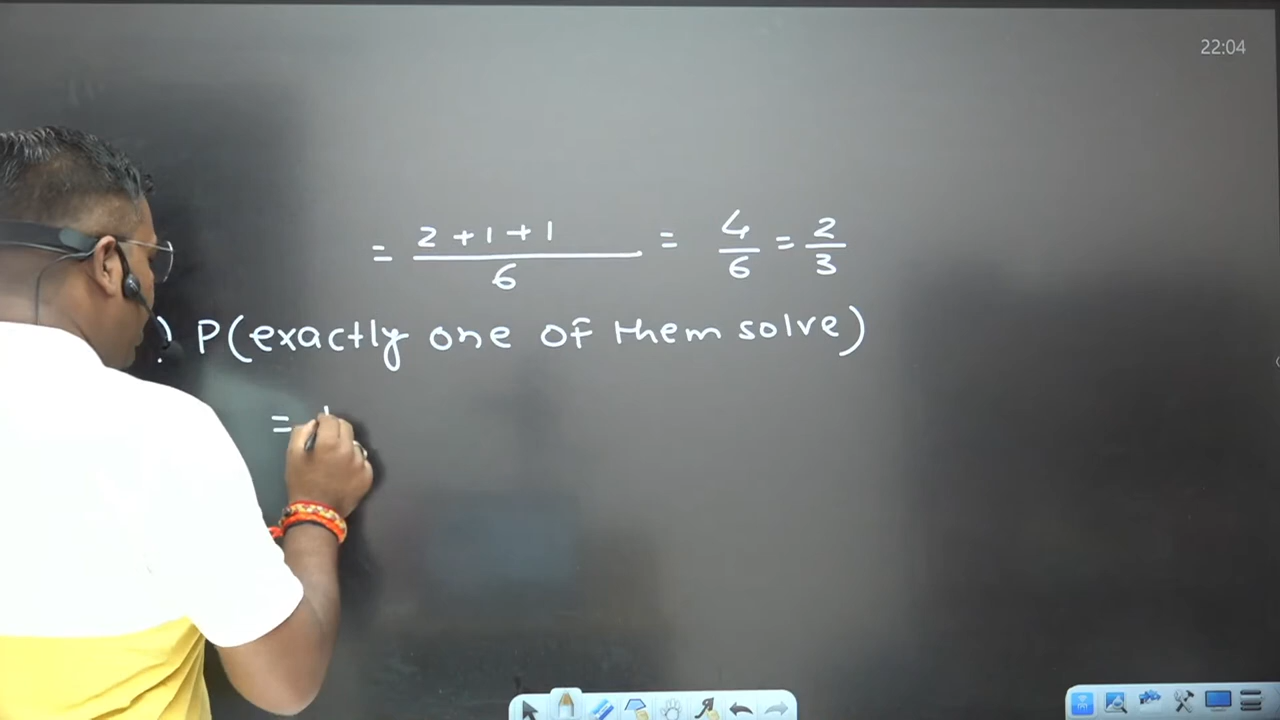 22:04
= 2+1+1/6 = 4/6 = 2/3
) P(exactly one of them solve)
=